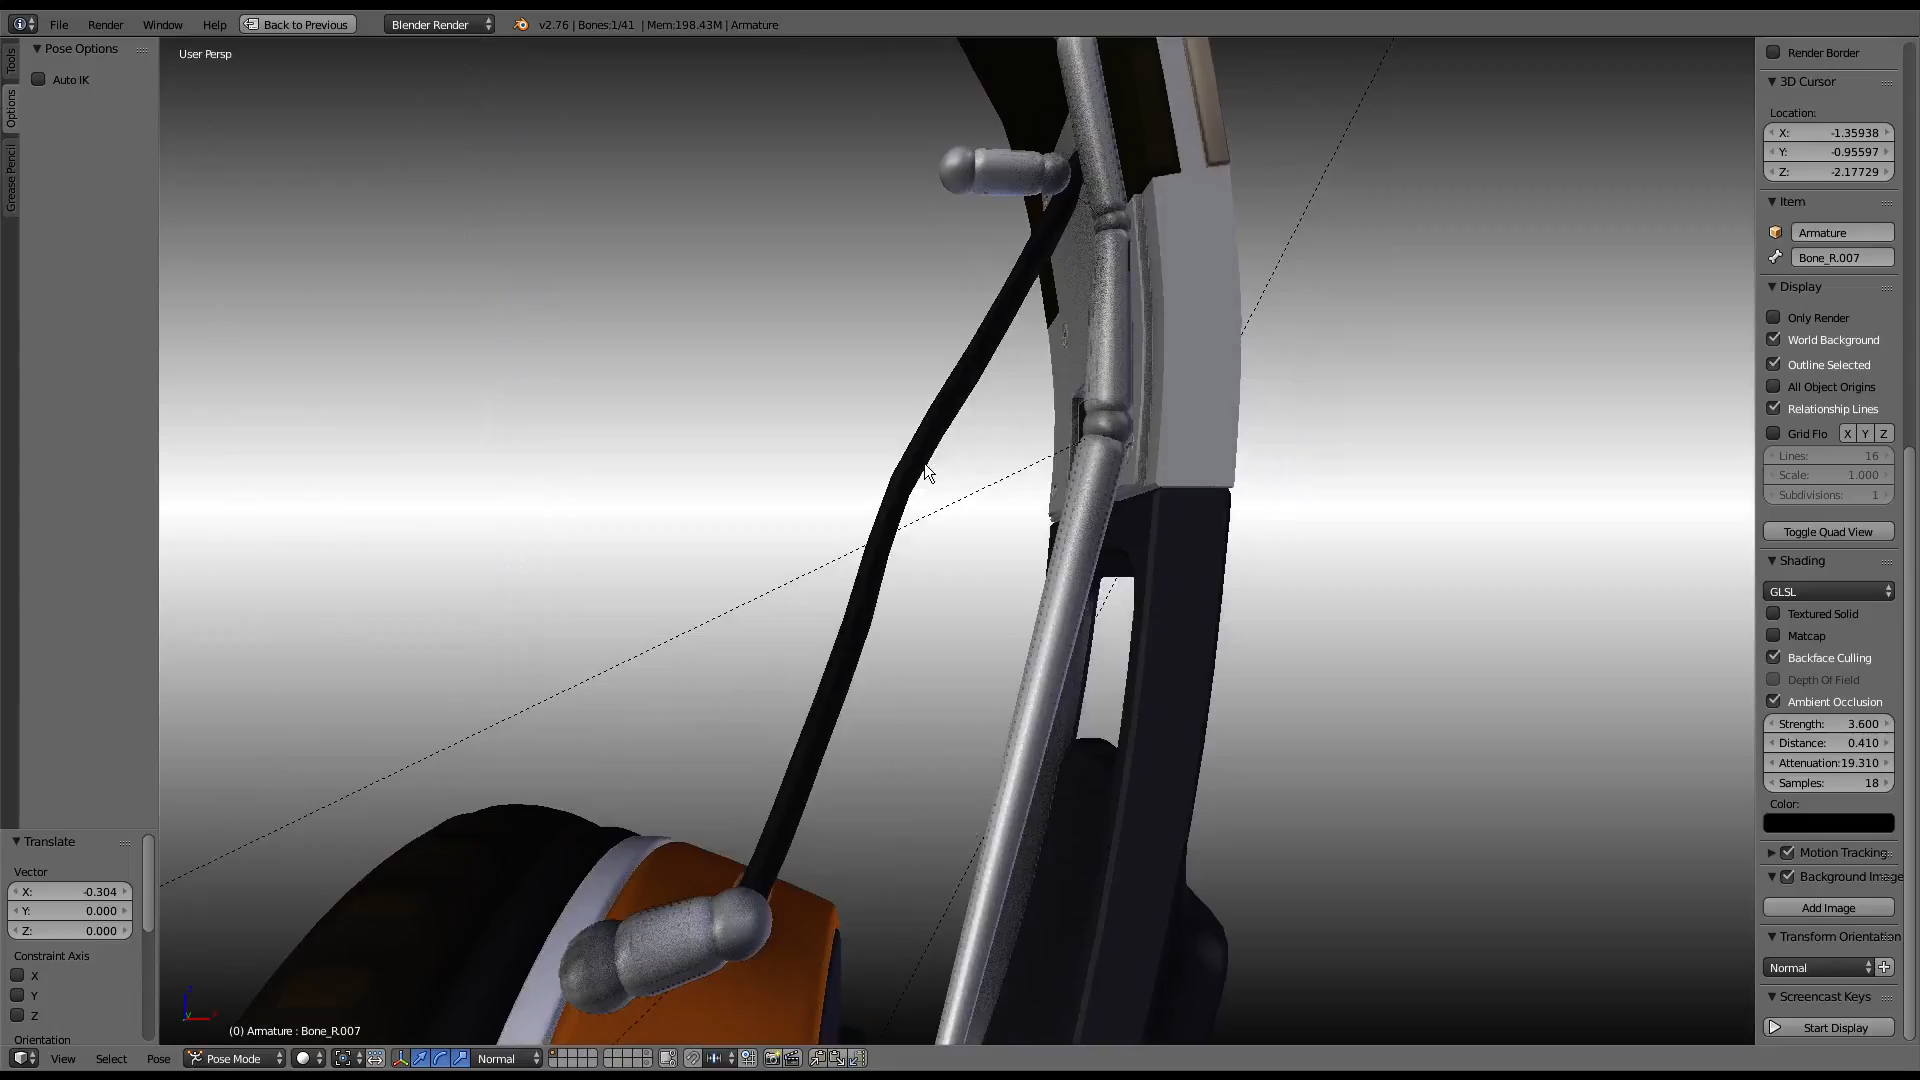 File Render Window Help Back to Previous Blender Render v2.76 | Bones:1/41 | Mem:198.43M | Armature
Tools
Options
Grease Pencil
Pose Options
Auto IK
User Persp
Translate
Vector
X: -0.304
Y: 0.000
Z: 0.000
Constraint Axis
X
Y
Z
Orientation
(0) Armature : Bone_R.007
View Select Pose Pose Mode Normal
Render Border
3D Cursor
Location:
X: -1.35938
Y: -0.95597
Z: -2.17729
Item
Armature
Bone_R.007
Display
Only Render
World Background
Outline Selected
All Object Origins
Relationship Lines
Grid Flo X Y Z
Lines: 16
Scale: 1.000
Subdivisions: 1
Toggle Quad View
Shading
GLSL
Textured Solid
Matcap
Backface Culling
Depth Of Field
Ambient Occlusion
Strength: 3.600
Distance: 0.410
Attenuation:19.310
Samples: 18
Color:
Motion Tracking
Background Image
Add Image
Transform Orientation
Normal
Screencast Keys
Start Display